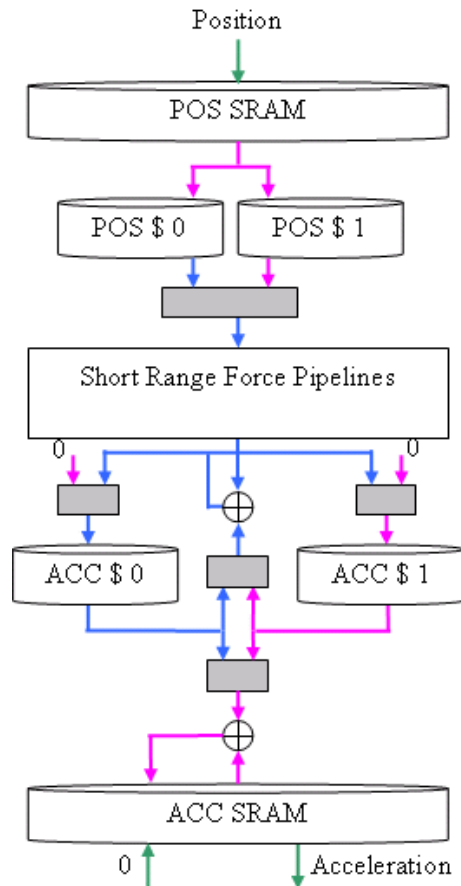 Position
POS SRAM
POS $ 0
POS $ 1
Short Range Force Pipelines
0
0
ACC $ 0
ACC $ 1
ACC SRAM
0
Acceleration